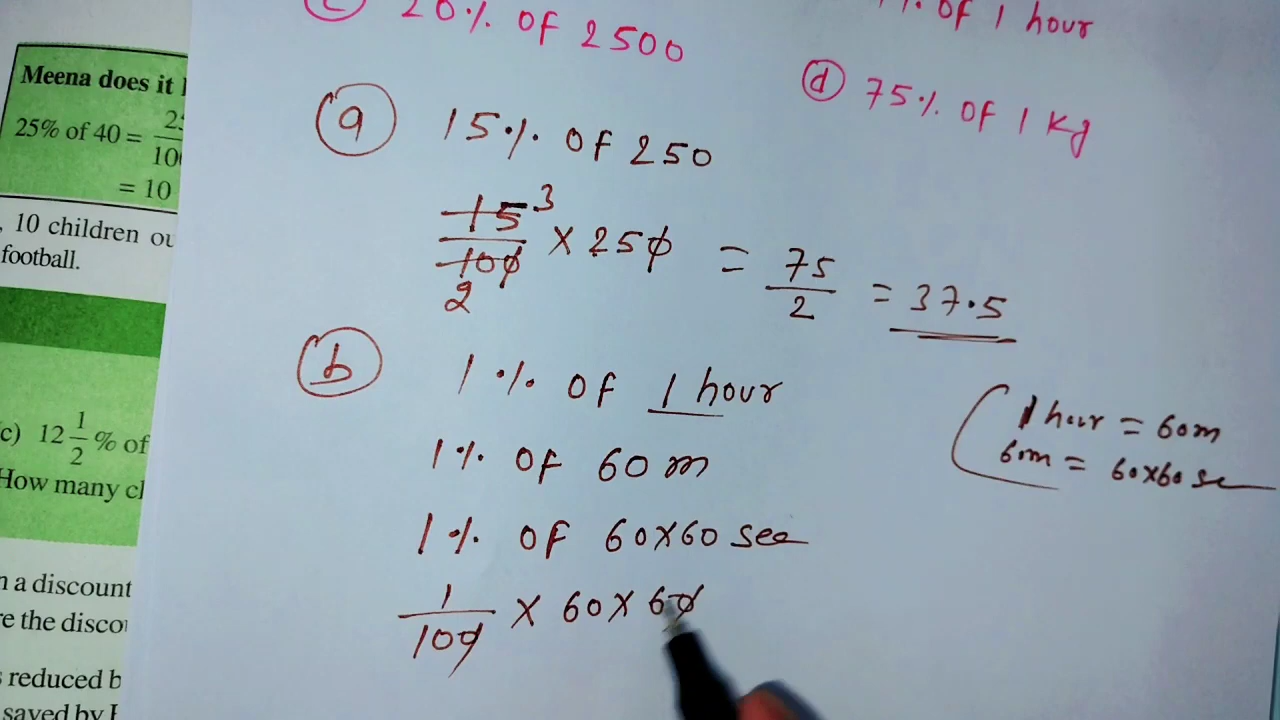 20% OF 2500
% OF 1 hour
(d) 75% OF 1 Kg
Meena does it
25% of 40 = 25/10
= 10
, 10 children ou
football.
(c) 12 1/2 % of
How many cl
n a discount
re the discou
s reduced b
saved by
(a) 15% OF 250
15/100 × 250 = 75/2 = 37.5
3
2
(b) 1% OF 1 hour
1% OF 60 m
1% OF 60×60 sec
1/100 × 60×60
1 hour = 60m
60m = 60×60 sec